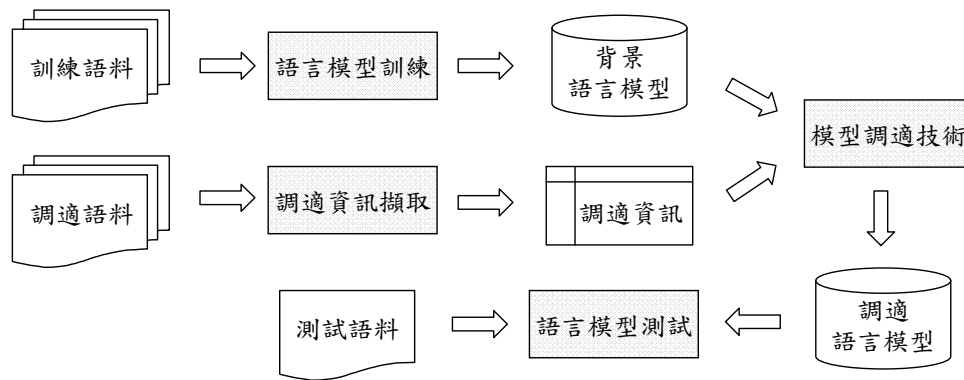 訓練語料
語言模型訓練
背景
語言模型
模型調適技術
調適語料
調適資訊擷取
調適資訊
測試語料
語言模型測試
調適
語言模型